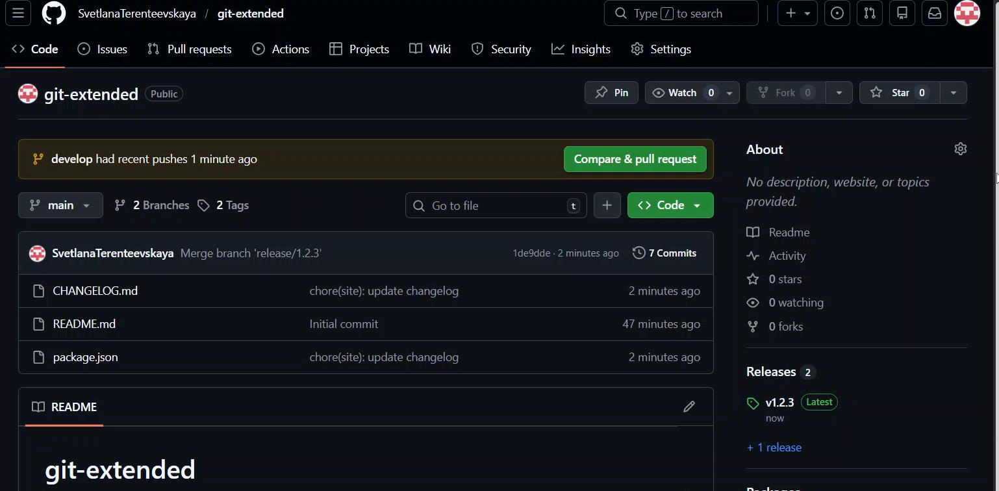 SvetlanaTerenteevskaya / git-extended
Type / to search
Code Issues Pull requests Actions Projects Wiki Security Insights Settings
git-extended Public
Pin Watch 0 Fork 0 Star 0
develop had recent pushes 1 minute ago
Compare & pull request
main 2 Branches 2 Tags
Go to file t
+ Code
SvetlanaTerenteevskaya Merge branch 'release/1.2.3' 1de9dde · 2 minutes ago 7 Commits
CHANGELOG.md chore(site): update changelog 2 minutes ago
README.md Initial commit 47 minutes ago
package.json chore(site): update changelog 2 minutes ago
README
git-extended
About
No description, website, or topics
provided.
Readme
Activity
0 stars
0 watching
0 forks
Releases 2
v1.2.3 Latest
now
+ 1 release